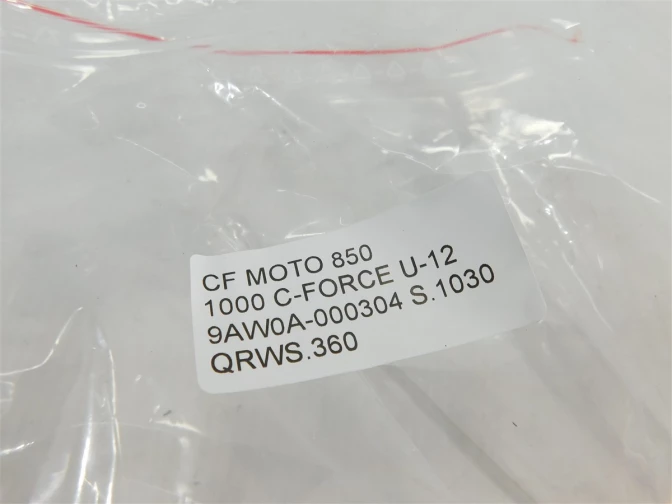 CF MOTO 850
1000 C-FORCE U-12
9AW0A-000304 S.1030
QRWS.360